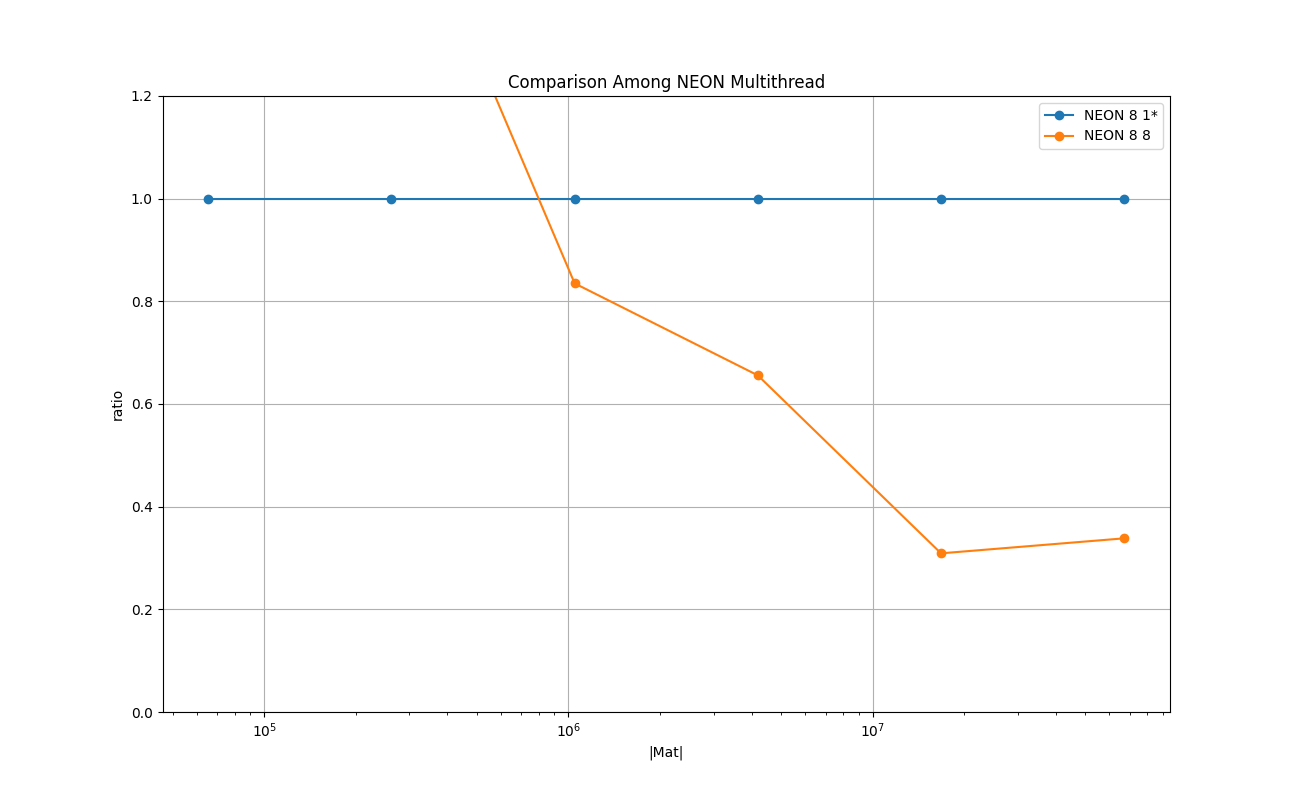 Comparison Among NEON Multithread
NEON 8 1*
NEON 8 8
ratio
1.2
1.0
0.8
0.6
0.4
0.2
0.0
10⁵
10⁶
10⁷
|Mat|